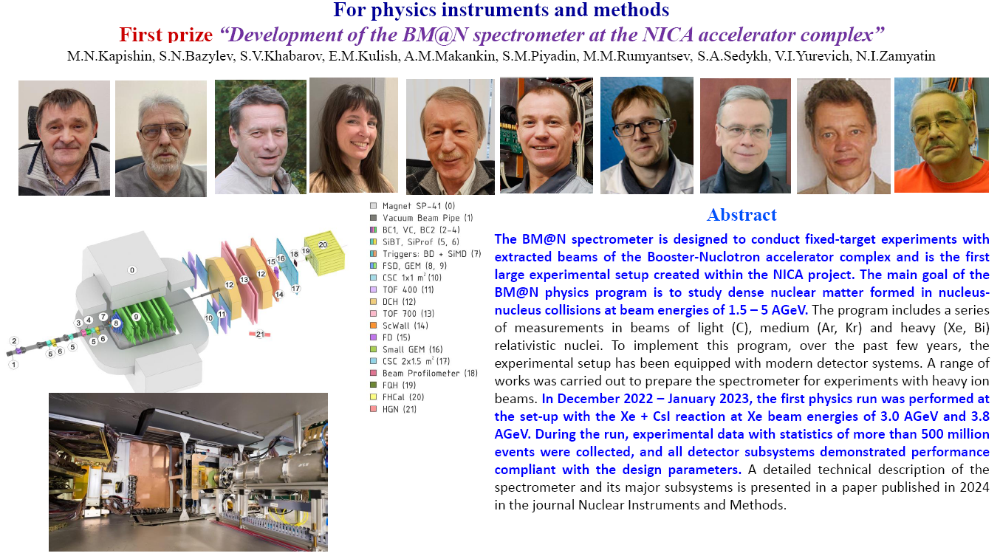 For physics instruments and methods
First prize “Development of the BM@N spectrometer at the NICA accelerator complex”
M.N.Kapishin, S.N.Bazylev, S.V.Khabarov, E.M.Kulish, A.M.Makankin, S.M.Piyadin, M.M.Rumyantsev, S.A.Sedykh, V.I.Yurevich, N.I.Zamyatin
0
1
2
3
4
5
6
5
7
5
6
8
9
10
11
12
13
12
14
15
16
17
18
19
20
21
Magnet SP-41 (0)
Vacuum Beam Pipe (1)
BC1, VC, BC2 (2-4)
SiBT, SiProf (5, 6)
Triggers: BD + SiMD (7)
FSD, GEM (8, 9)
CSC 1x1 m² (10)
TOF 400 (11)
DCH (12)
TOF 700 (13)
ScWall (14)
FD (15)
Small GEM (16)
CSC 2x1.5 m² (17)
Beam Profilometer (18)
FQH (19)
FHCal (20)
HGN (21)
Abstract
The BM@N spectrometer is designed to conduct fixed-target experiments with
extracted beams of the Booster-Nuclotron accelerator complex and is the first
large experimental setup created within the NICA project. The main goal of the
BM@N physics program is to study dense nuclear matter formed in nucleus-
nucleus collisions at beam energies of 1.5 – 5 AGeV. The program includes a series
of measurements in beams of light (C), medium (Ar, Kr) and heavy (Xe, Bi)
relativistic nuclei. To implement this program, over the past few years, the
experimental setup has been equipped with modern detector systems. A range of
works was carried out to prepare the spectrometer for experiments with heavy ion
beams. In December 2022 – January 2023, the first physics run was performed at
the set-up with the Xe + CsI reaction at Xe beam energies of 3.0 AGeV and 3.8
AGeV. During the run, experimental data with statistics of more than 500 million
events were collected, and all detector subsystems demonstrated performance
compliant with the design parameters. A detailed technical description of the
spectrometer and its major subsystems is presented in a paper published in 2024
in the journal Nuclear Instruments and Methods.